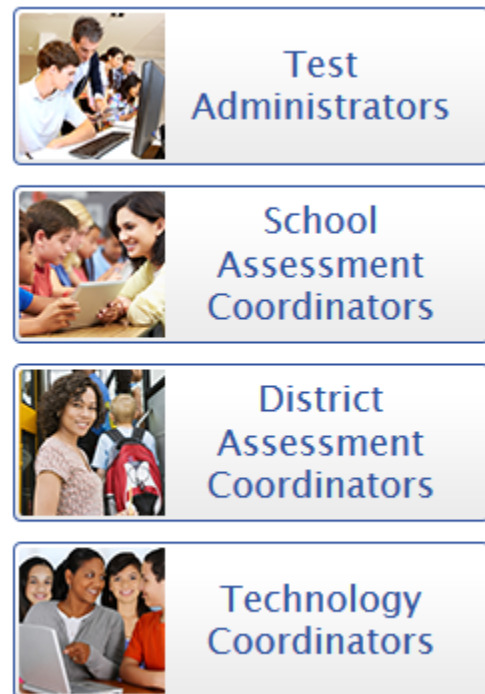 Test
Administrators
School
Assessment
Coordinators
District
Assessment
Coordinators
Technology
Coordinators